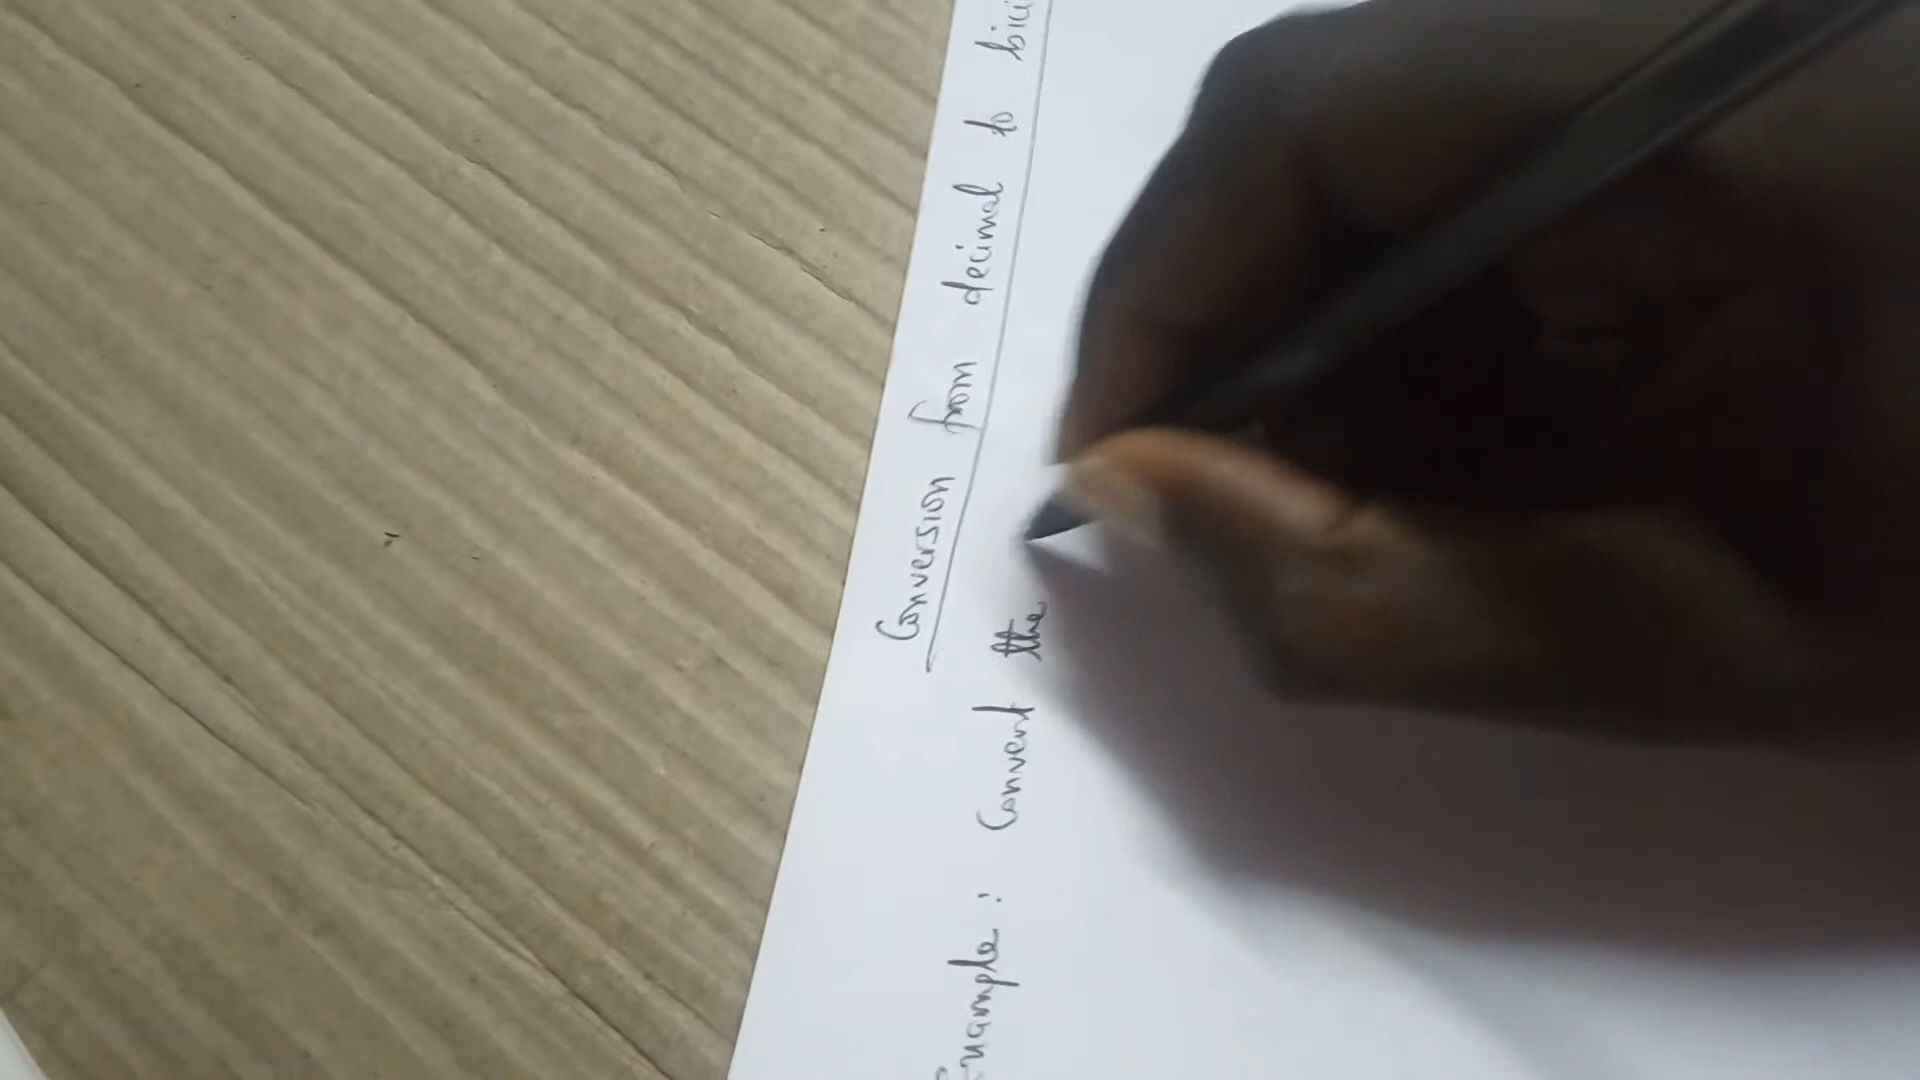 Conversion from decimal to
Example : Convert the